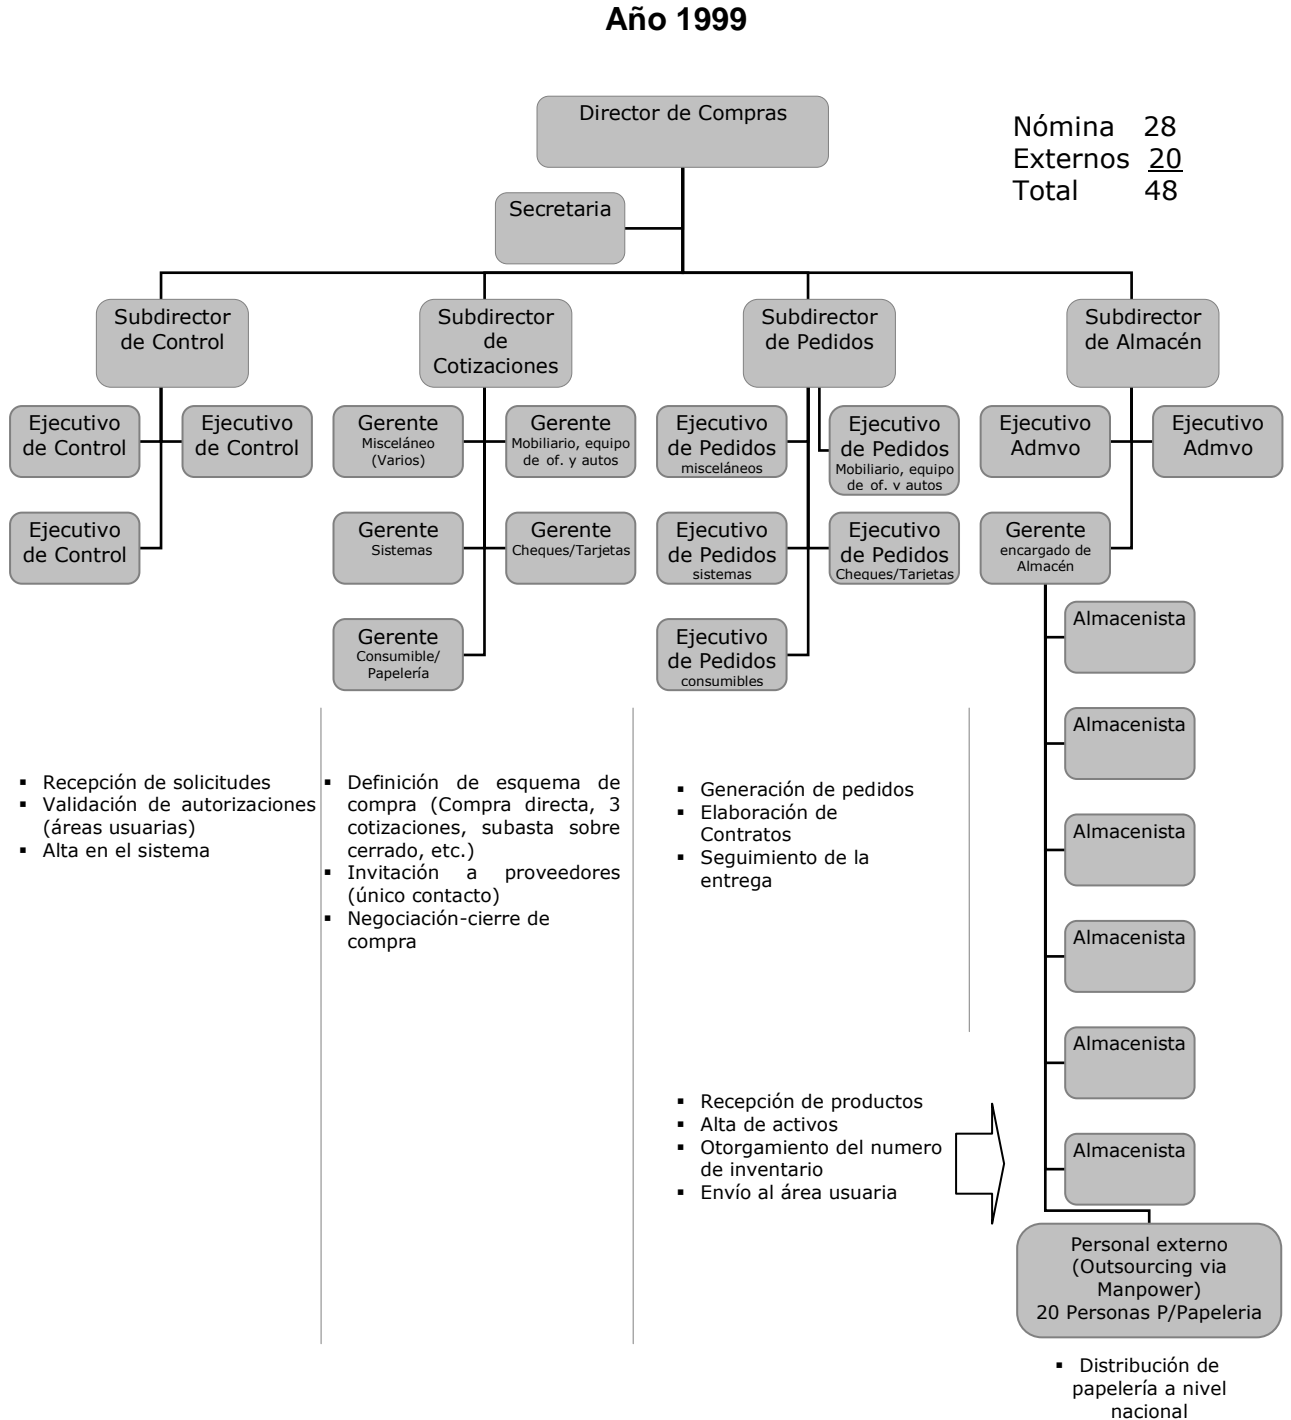 Año 1999
Director de Compras
Nómina 28
Externos 20
Total 48
Secretaria
Subdirector
de Control
Subdirector
de
Cotizaciones
Subdirector
de Pedidos
Subdirector
de Almacén
Ejecutivo
de Control
Ejecutivo
de Control
Ejecutivo
de Control
Gerente
Misceláneo
(Varios)
Gerente
Mobiliario, equipo
de of. y autos
Gerente
Sistemas
Gerente
Cheques/Tarjetas
Gerente
Consumible/
Papelería
Ejecutivo
de Pedidos
misceláneos
Ejecutivo
de Pedidos
Mobiliario, equipo
de of. y autos
Ejecutivo
de Pedidos
sistemas
Ejecutivo
de Pedidos
Cheques/Tarjetas
Ejecutivo
de Pedidos
consumibles
Ejecutivo
Admvo
Ejecutivo
Admvo
Gerente
encargado de
Almacén
Almacenista
Almacenista
Almacenista
Almacenista
Almacenista
Almacenista
Personal externo
(Outsourcing via
Manpower)
20 Personas P/Papeleria
▪ Distribución de
papelería a nivel
nacional
▪ Recepción de solicitudes
▪ Validación de autorizaciones
(áreas usuarias)
▪ Alta en el sistema
▪ Definición de esquema de
compra (Compra directa, 3
cotizaciones, subasta sobre
cerrado, etc.)
▪ Invitación a proveedores
(único contacto)
▪ Negociación-cierre de
compra
▪ Generación de pedidos
▪ Elaboración de
Contratos
▪ Seguimiento de la
entrega
▪ Recepción de productos
▪ Alta de activos
▪ Otorgamiento del numero
de inventario
▪ Envío al área usuaria